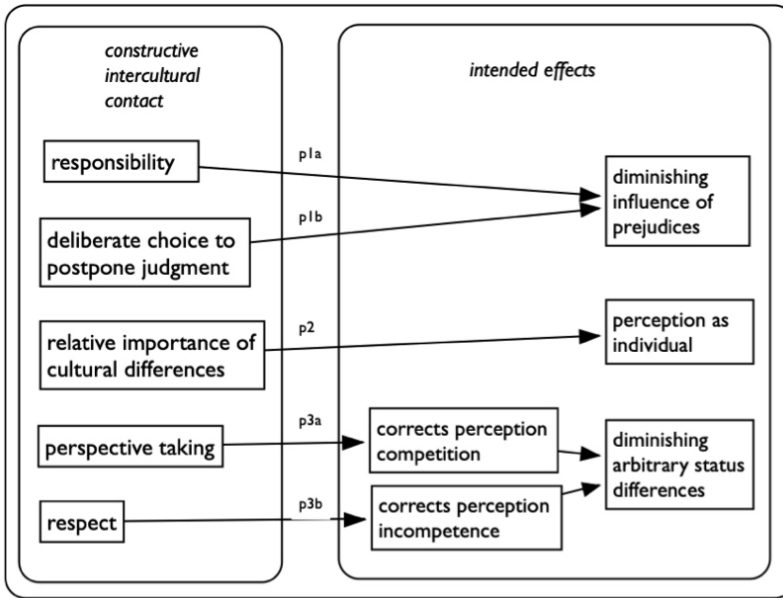 constructive
intercultural
contact
intended effects
responsibility
p1a
diminishing
influence of
prejudices
deliberate choice to
postpone judgment
p1b
relative importance of
cultural differences
p2
perception as
individual
perspective taking
p3a
corrects perception
competition
diminishing
arbitrary status
differences
respect
p3b
corrects perception
incompetence